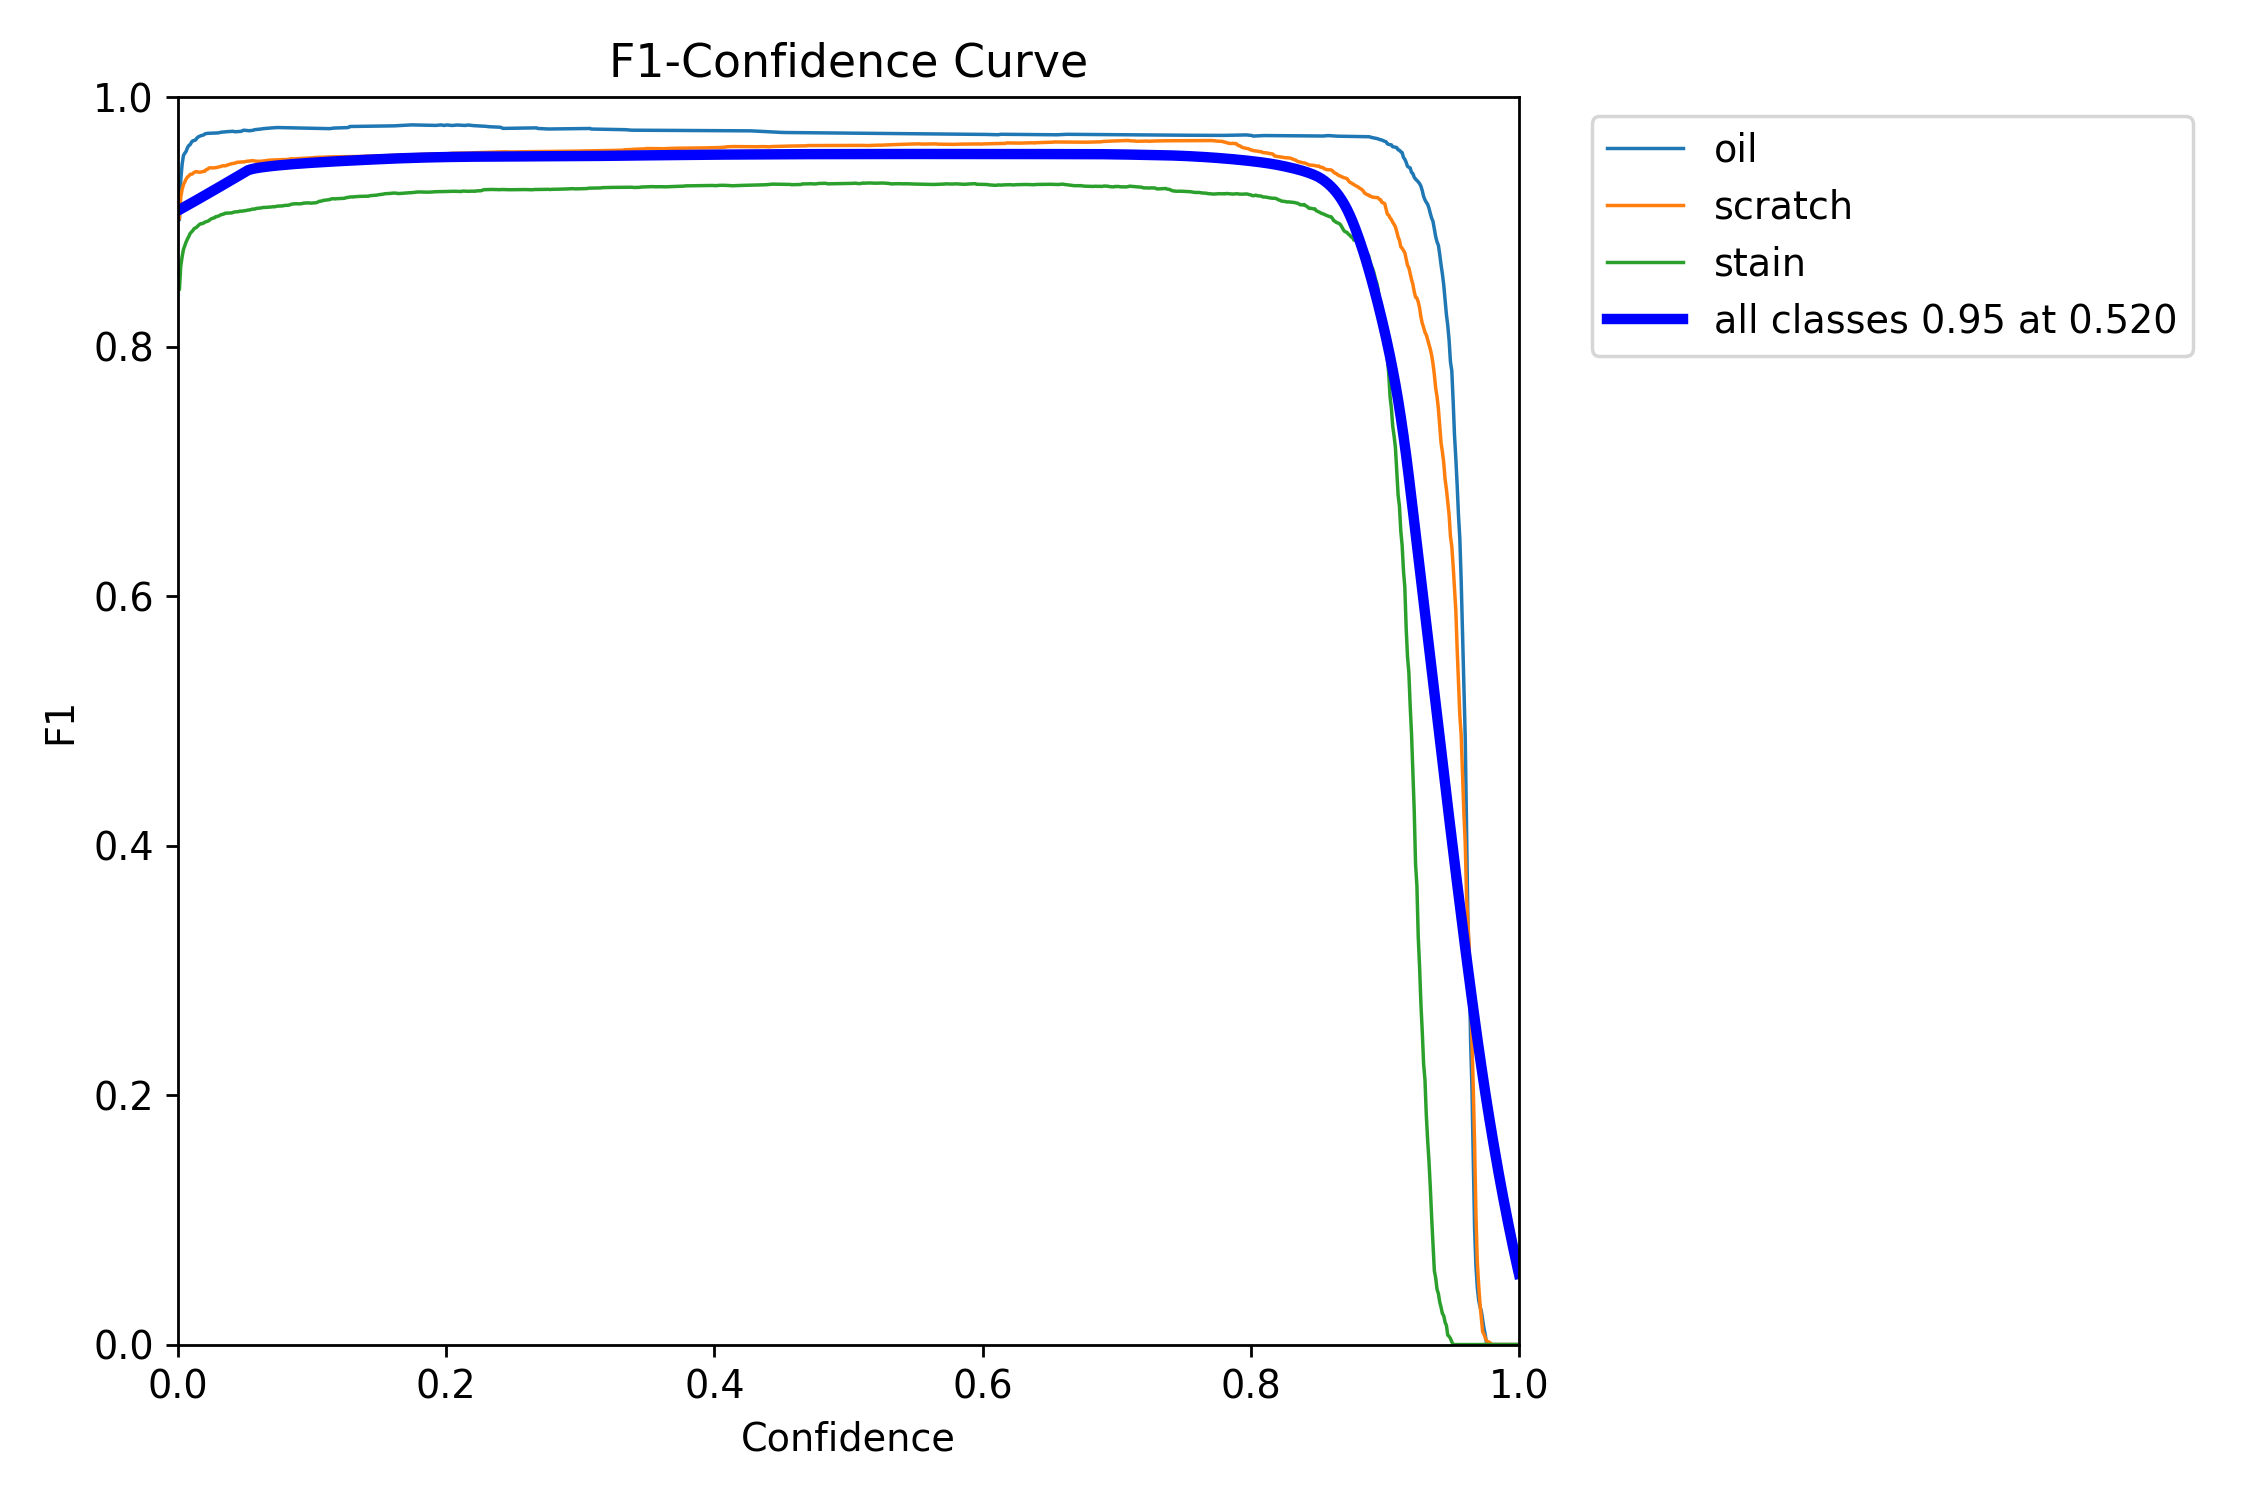 F1-Confidence Curve
1.0
0.8
0.6
0.4
0.2
0.0
F1
0.0 0.2 0.4 0.6 0.8 1.0
Confidence
oil
scratch
stain
all classes 0.95 at 0.520